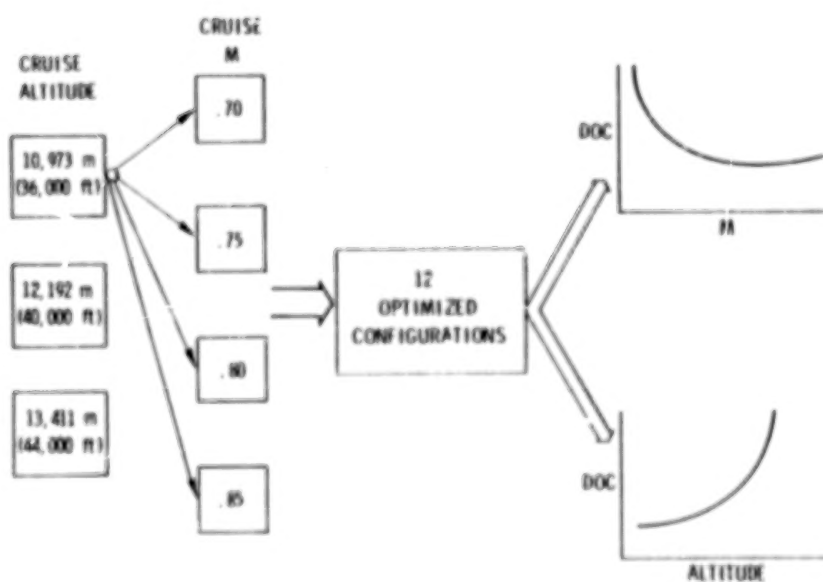 CRUISE
ALTITUDE
10,973 m
(36,000 ft)
12,192 m
(40,000 ft)
13,411 m
(44,000 ft)
CRUISE
M
.70
.75
.80
.85
12
OPTIMIZED
CONFIGURATIONS
DOC
M
DOC
ALTITUDE